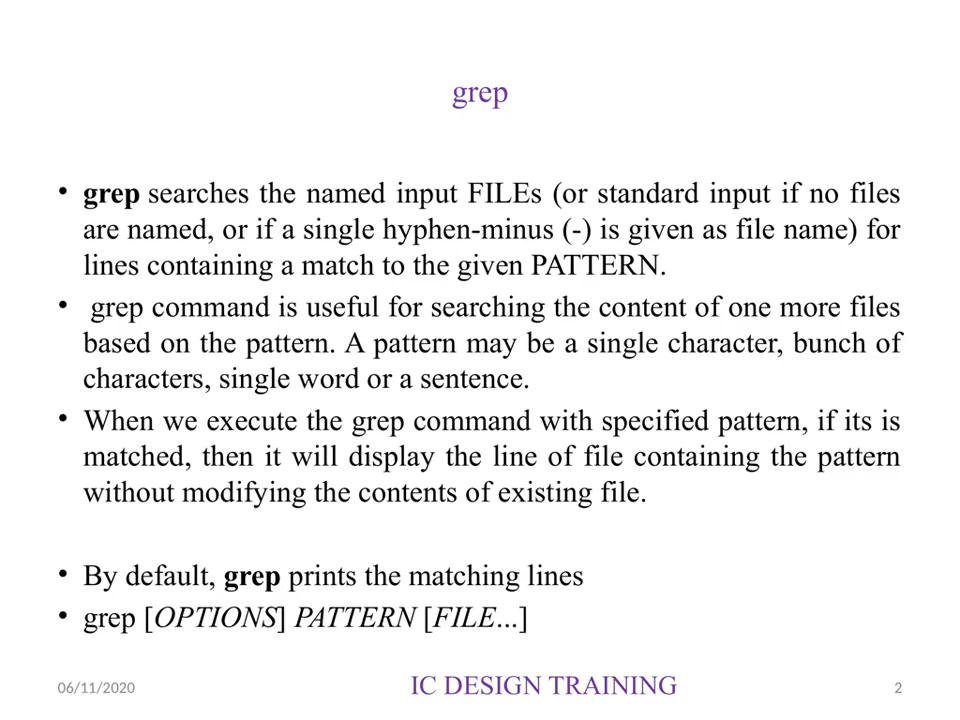 grep
• grep searches the named input FILEs (or standard input if no files
are named, or if a single hyphen-minus (-) is given as file name) for
lines containing a match to the given PATTERN.
• grep command is useful for searching the content of one more files
based on the pattern. A pattern may be a single character, bunch of
characters, single word or a sentence.
• When we execute the grep command with specified pattern, if its is
matched, then it will display the line of file containing the pattern
without modifying the contents of existing file.
• By default, grep prints the matching lines
• grep [OPTIONS] PATTERN [FILE...]
06/11/2020 IC DESIGN TRAINING 2